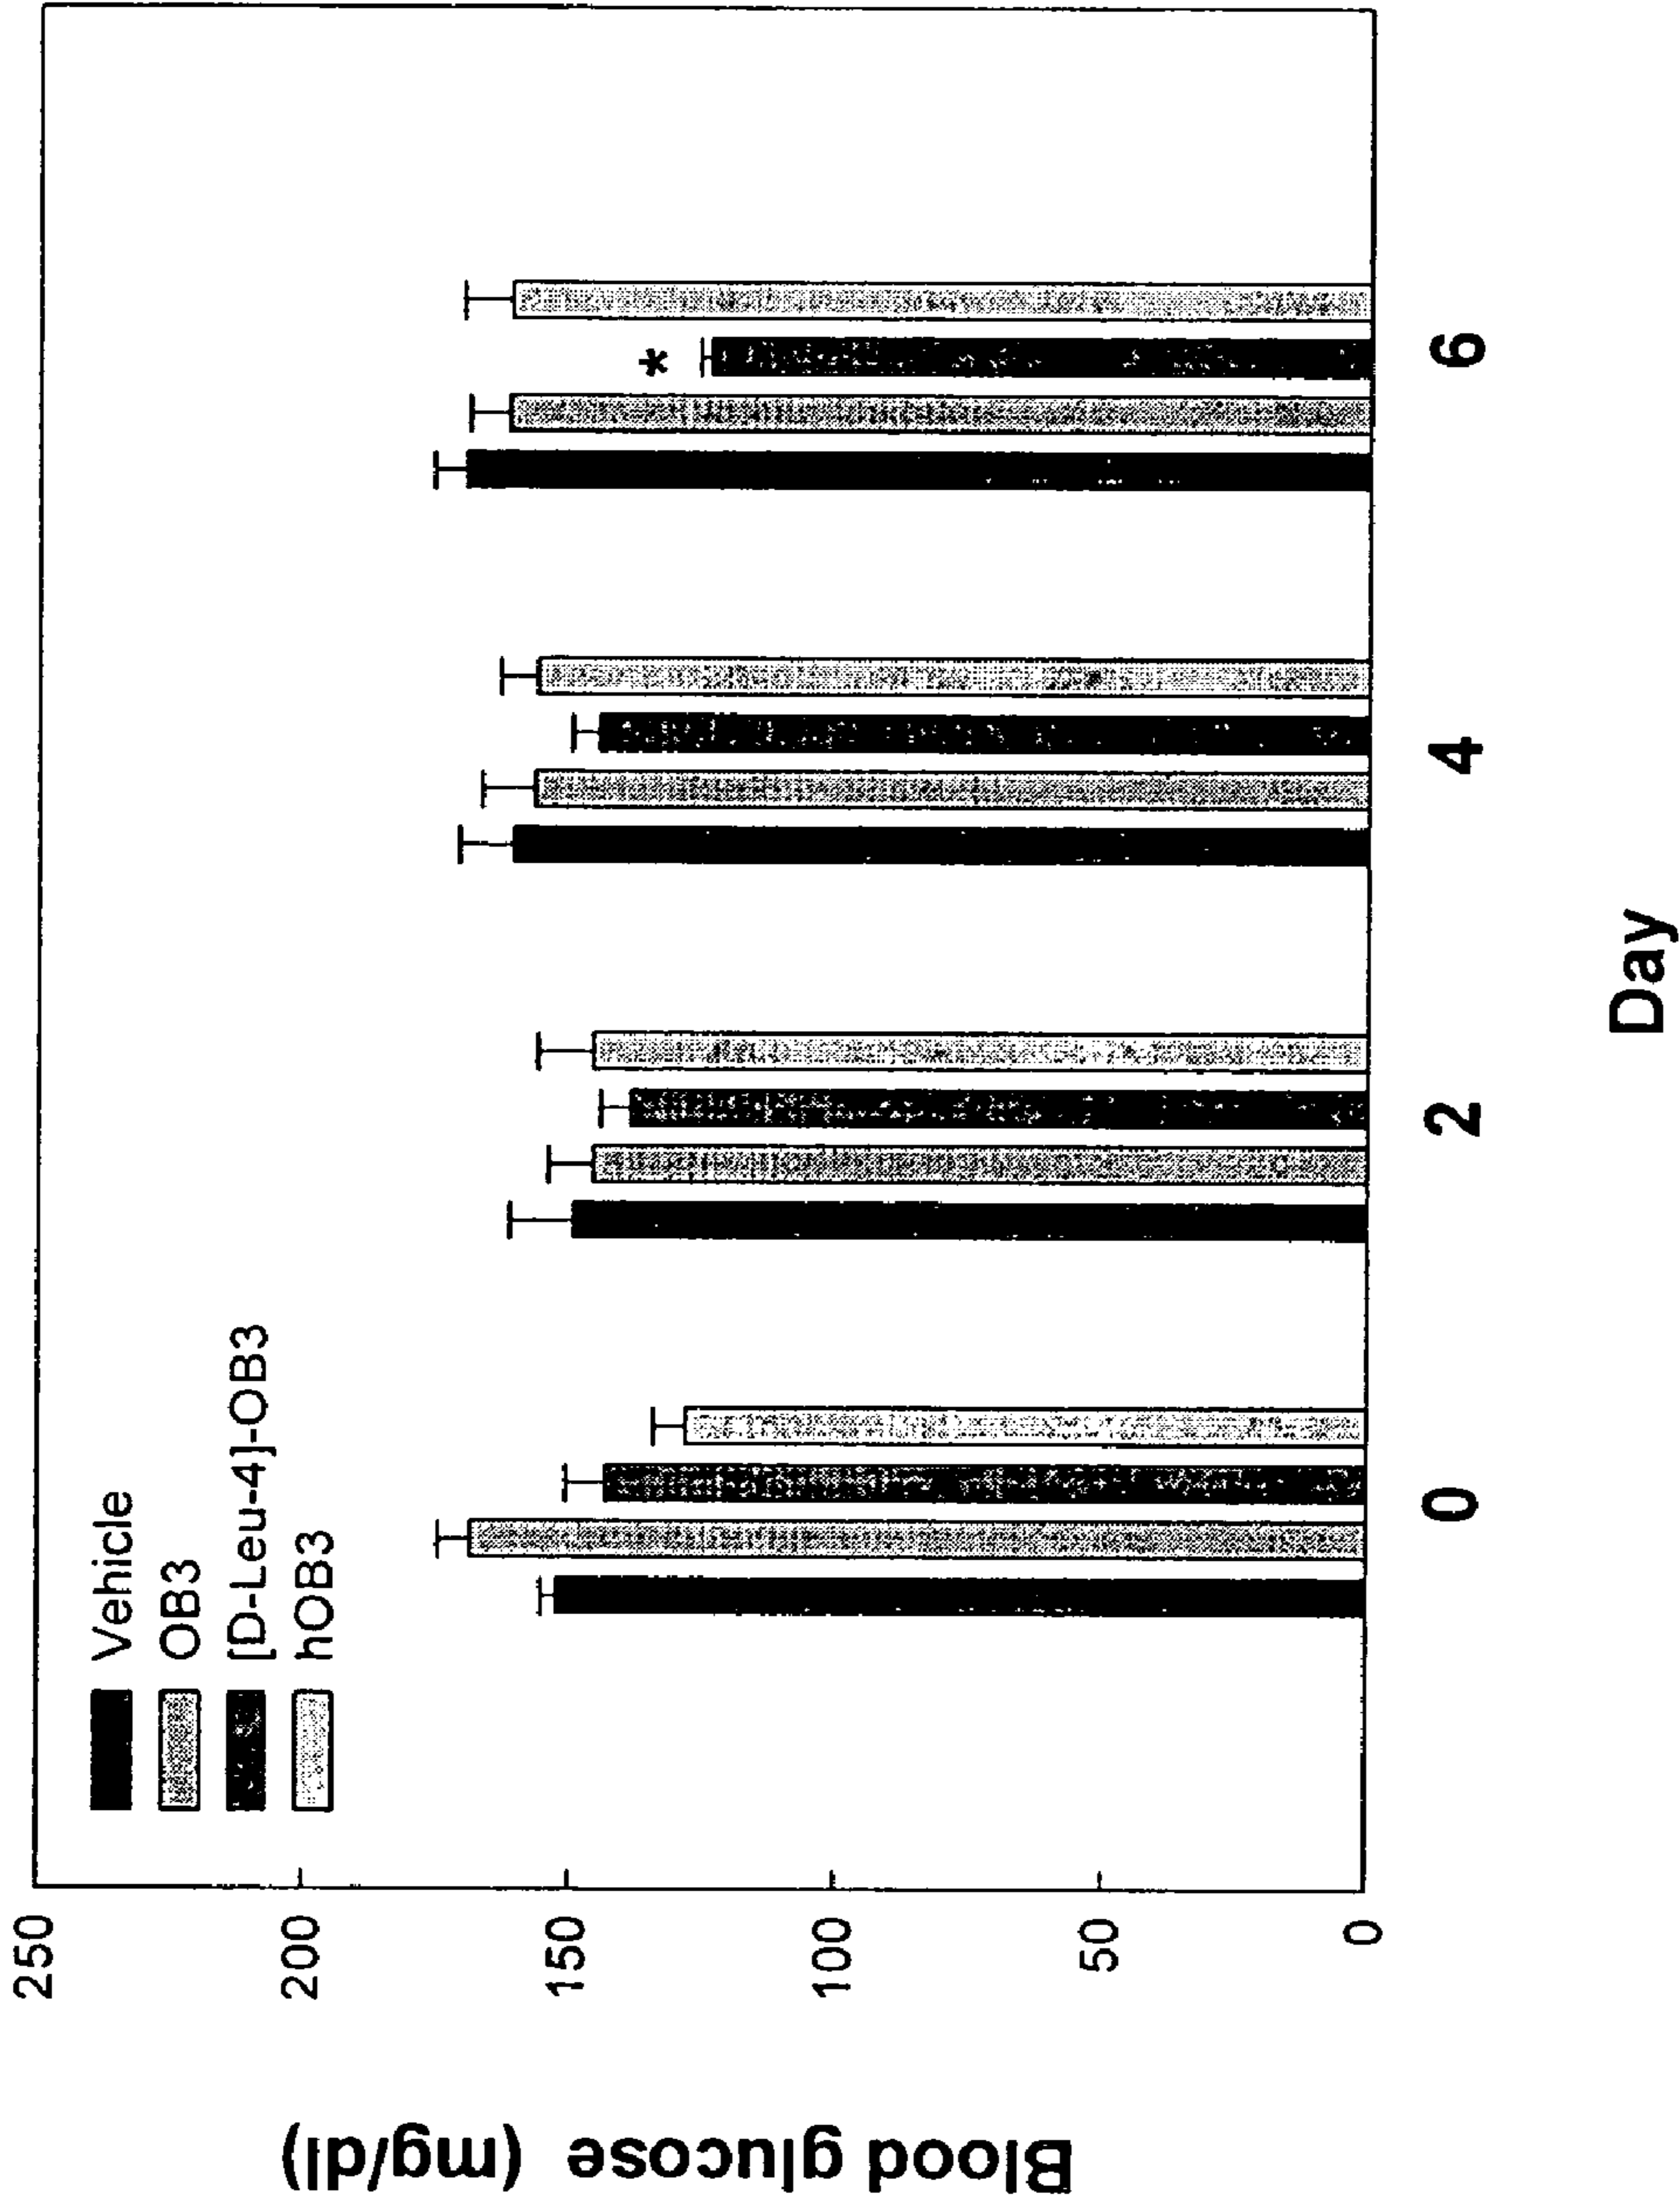 Blood glucose (mg/dl)
250
200
150
100
50
0
Vehicle
OB3
[D-Leu-4]-OB3
hOB3
*
0
2
4
6
Day